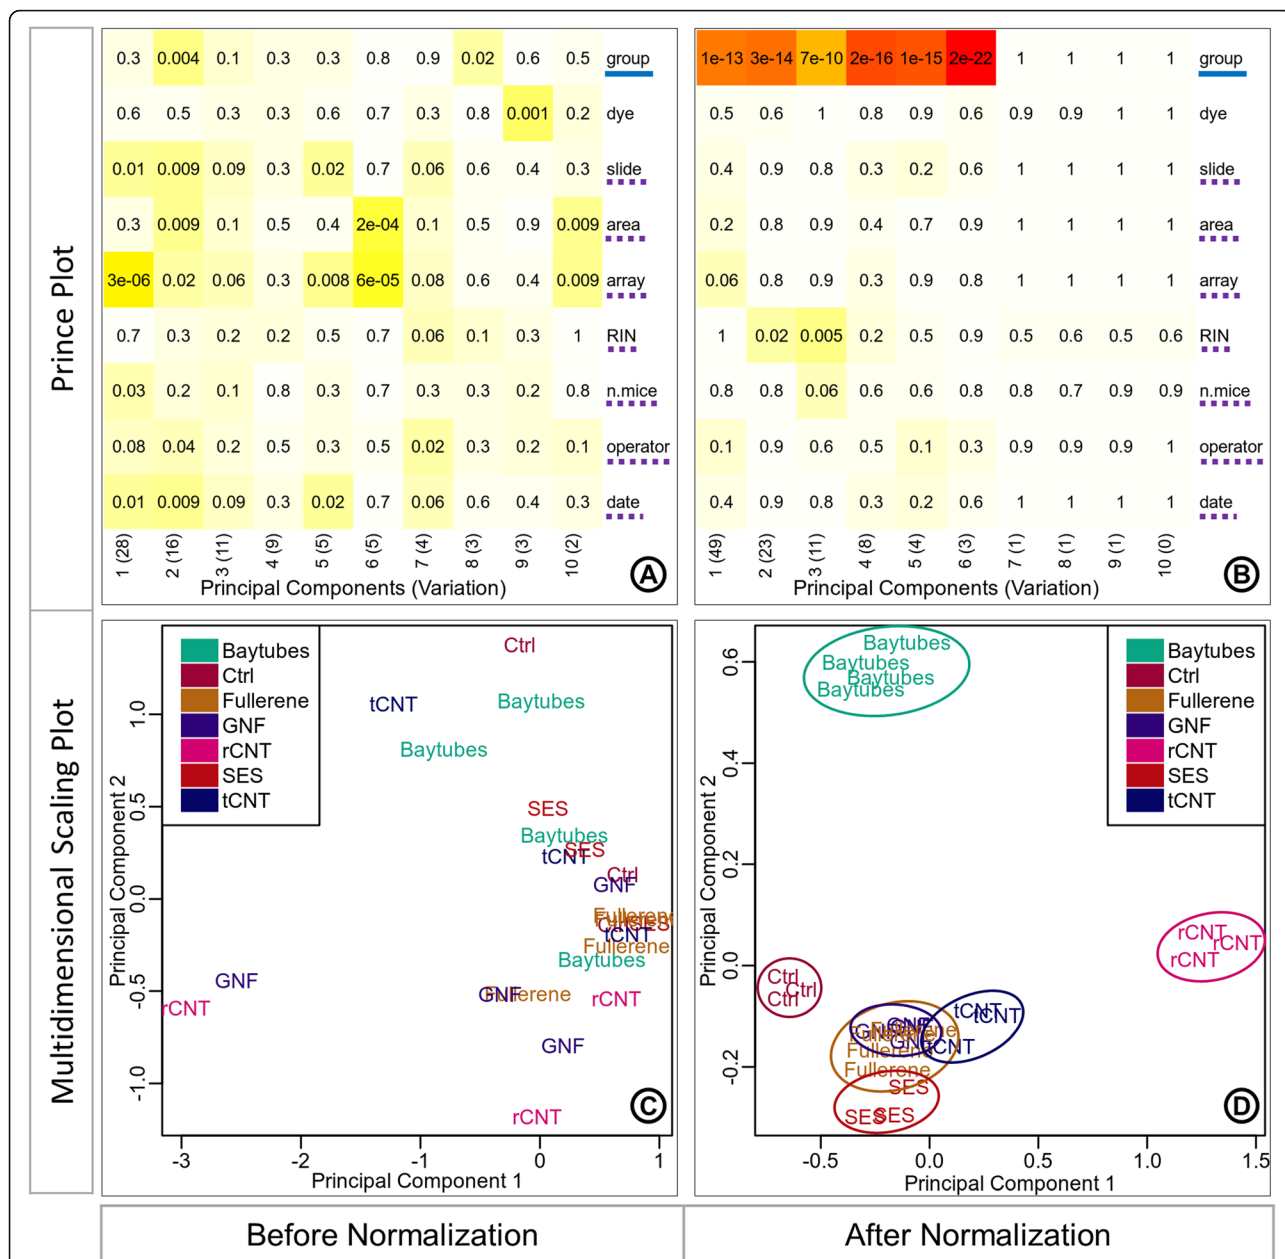 Prince Plot
0.3 0.004 0.1 0.3 0.3 0.8 0.9 0.02 0.6 0.5 group
0.6 0.5 0.3 0.3 0.6 0.7 0.3 0.8 0.001 0.2 dye
0.01 0.009 0.09 0.3 0.02 0.7 0.06 0.6 0.4 0.3 slide
0.3 0.009 0.1 0.5 0.4 2e-04 0.1 0.5 0.9 0.009 area
3e-06 0.02 0.06 0.3 0.008 6e-05 0.08 0.6 0.4 0.009 array
0.7 0.3 0.2 0.2 0.5 0.7 0.06 0.1 0.3 1 RIN
0.03 0.2 0.1 0.8 0.3 0.7 0.3 0.3 0.2 0.8 n.mice
0.08 0.04 0.2 0.5 0.3 0.5 0.02 0.3 0.2 0.1 operator
0.01 0.009 0.09 0.3 0.02 0.7 0.06 0.6 0.4 0.3 date
1 (28) 2 (16) 3 (11) 4 (9) 5 (5) 6 (5) 7 (4) 8 (3) 9 (3) 10 (2)
Principal Components (Variation)
A
1e-13 3e-14 7e-10 2e-16 1e-15 2e-22 1 1 1 1 group
0.5 0.6 1 0.8 0.9 0.6 0.9 0.9 1 1 dye
0.4 0.9 0.8 0.3 0.2 0.6 1 1 1 1 slide
0.2 0.8 0.9 0.4 0.7 0.9 1 1 1 1 area
0.06 0.8 0.9 0.3 0.9 0.8 1 1 1 1 array
1 0.02 0.005 0.2 0.5 0.9 0.5 0.6 0.5 0.6 RIN
0.8 0.8 0.06 0.6 0.6 0.8 0.8 0.7 0.9 0.9 n.mice
0.1 0.9 0.6 0.5 0.1 0.3 0.9 0.9 0.9 1 operator
0.4 0.9 0.8 0.3 0.2 0.6 1 1 1 1 date
1 (49) 2 (23) 3 (11) 4 (8) 5 (4) 6 (3) 7 (1) 8 (1) 9 (1) 10 (0)
Principal Components (Variation)
B
Multidimensional Scaling Plot
Principal Component 2
1.0
0.5
0.0
-0.5
-1.0
Baytubes
Ctrl
Fullerene
GNF
rCNT
SES
tCNT
Ctrl
tCNT
Baytubes
Baytubes
SES
Baytubes
SES
tCNT
Ctrl
GNF
Fullerene
Fullerene
Ctrl
SES
tCNT
Fullerene
Baytubes
GNF
rCNT
GNF
Fullerene
rCNT
GNF
rCNT
C
-3 -2 -1 0 1
Principal Component 1
Principal Component 2
0.6
0.4
0.2
0.0
-0.2
Baytubes
Baytubes
Baytubes
Baytubes
Baytubes
Ctrl
Fullerene
GNF
rCNT
SES
tCNT
rCNT
rCNT
rCNT
Ctrl
Ctrl
Ctrl
tCNT
tCNT
tCNT
GNF
GNF
GNF
Fullerene
Fullerene
Fullerene
SES
SES
SES
D
-0.5 0.0 0.5 1.0 1.5
Principal Component 1
Before Normalization
After Normalization